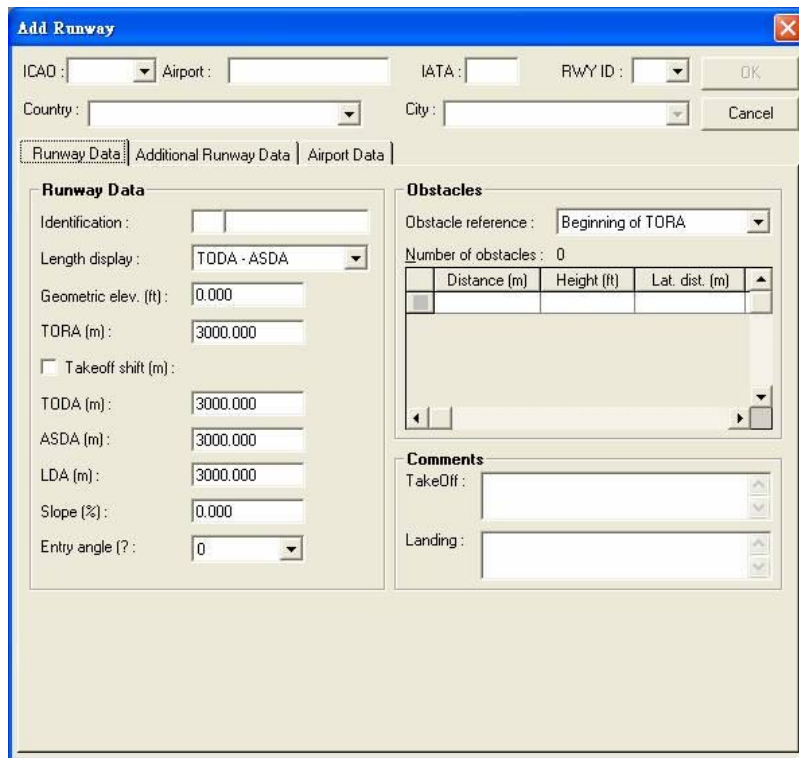 Add Runway
ICAO : Airport : IATA : RWY ID : OK
Country : City : Cancel
Runway Data Additional Runway Data Airport Data
Runway Data
Identification :
Length display : TODA - ASDA
Geometric elev. (ft) : 0.000
TORA (m) : 3000.000
Takeoff shift (m) :
TODA (m) : 3000.000
ASDA (m) : 3000.000
LDA (m) : 3000.000
Slope (%) : 0.000
Entry angle (? : 0
Obstacles
Obstacle reference : Beginning of TORA
Number of obstacles : 0
Distance (m) Height (ft) Lat. dist. (m)
Comments
TakeOff :
Landing :